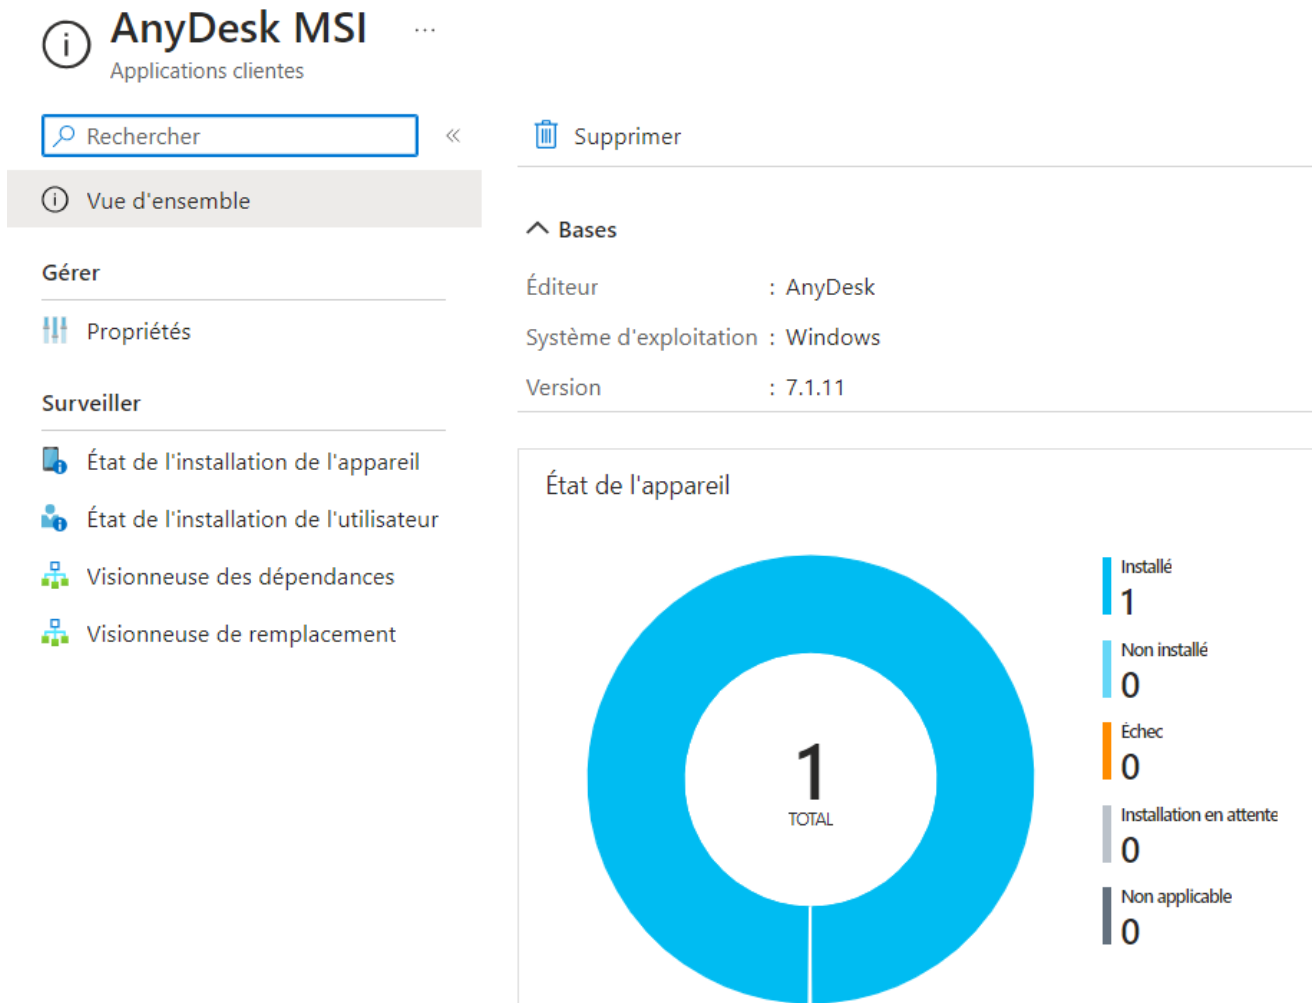 AnyDesk MSI ...
Applications clientes
Rechercher
«
Supprimer
Vue d'ensemble
Gérer
Propriétés
Surveiller
État de l'installation de l'appareil
État de l'installation de l'utilisateur
Visionneuse des dépendances
Visionneuse de remplacement
Bases
Éditeur : AnyDesk
Système d'exploitation : Windows
Version : 7.1.11
État de l'appareil
1
TOTAL
Installé
1
Non installé
0
Échec
0
Installation en attente
0
Non applicable
0